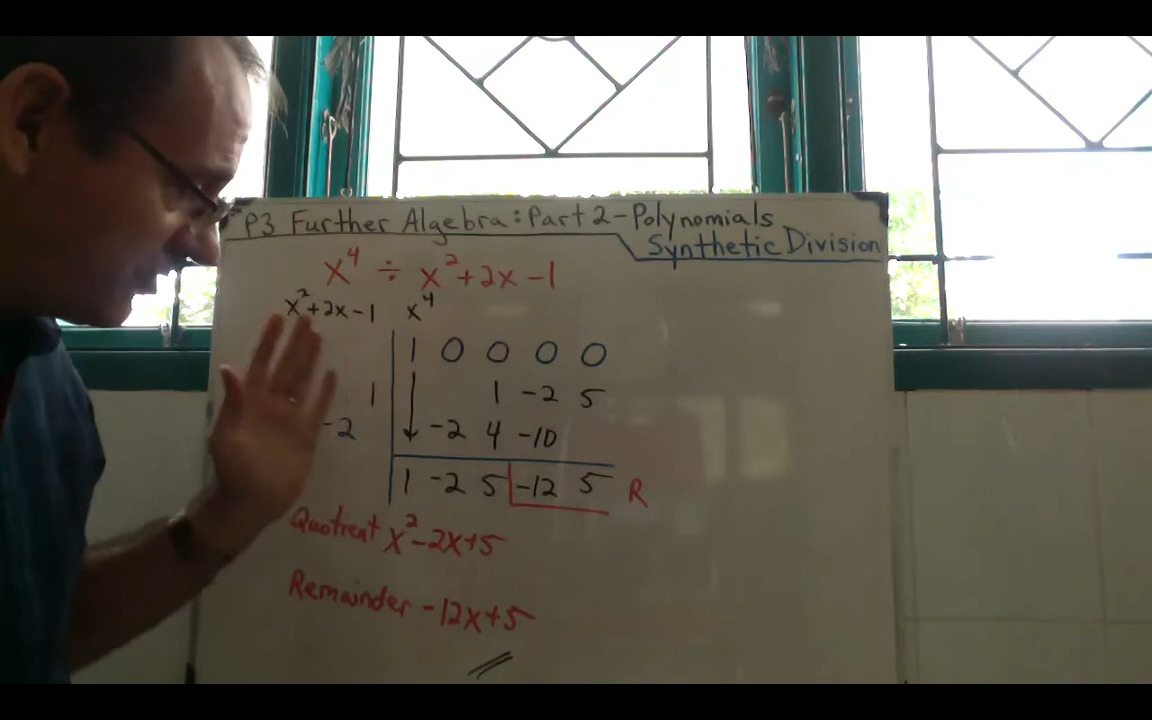 P3 Further Algebra: Part 2 - Polynomials
Synthetic Division
x⁴ ÷ x² + 2x - 1
x² + 2x - 1 x⁴
1 0 0 0 0
1 1 -2 5
-2 -2 4 -10
1 -2 5 -12 5 R
Quotient x² - 2x + 5
Remainder -12x + 5